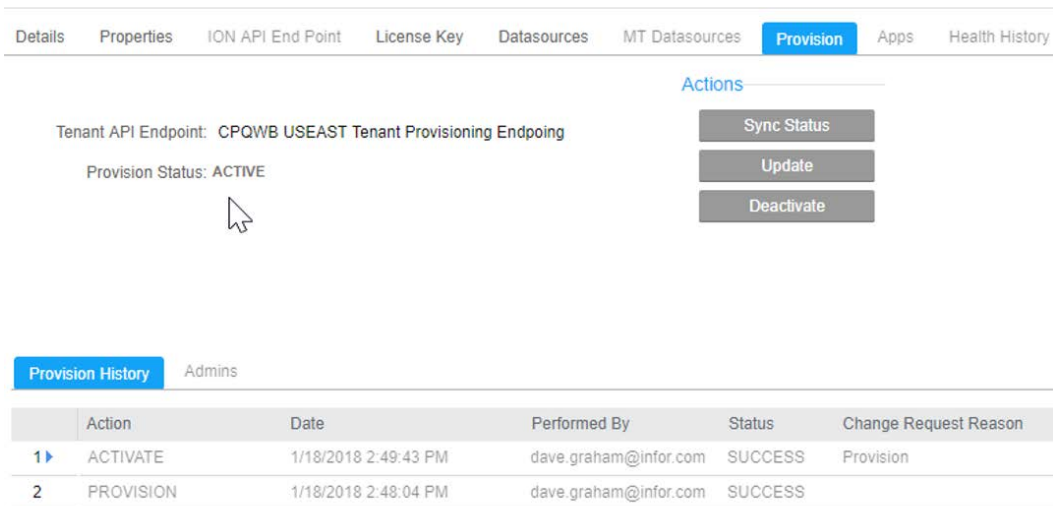 Details Properties ION API End Point License Key Datasources MT Datasources Provision Apps Health History
Actions
Tenant API Endpoint: CPQWB USEAST Tenant Provisioning Endpoing
Sync Status
Provision Status: ACTIVE
Update
Deactivate
Provision History Admins
Action Date Performed By Status Change Request Reason
1 ACTIVATE 1/18/2018 2:49:43 PM dave.graham@infor.com SUCCESS Provision
2 PROVISION 1/18/2018 2:48:04 PM dave.graham@infor.com SUCCESS